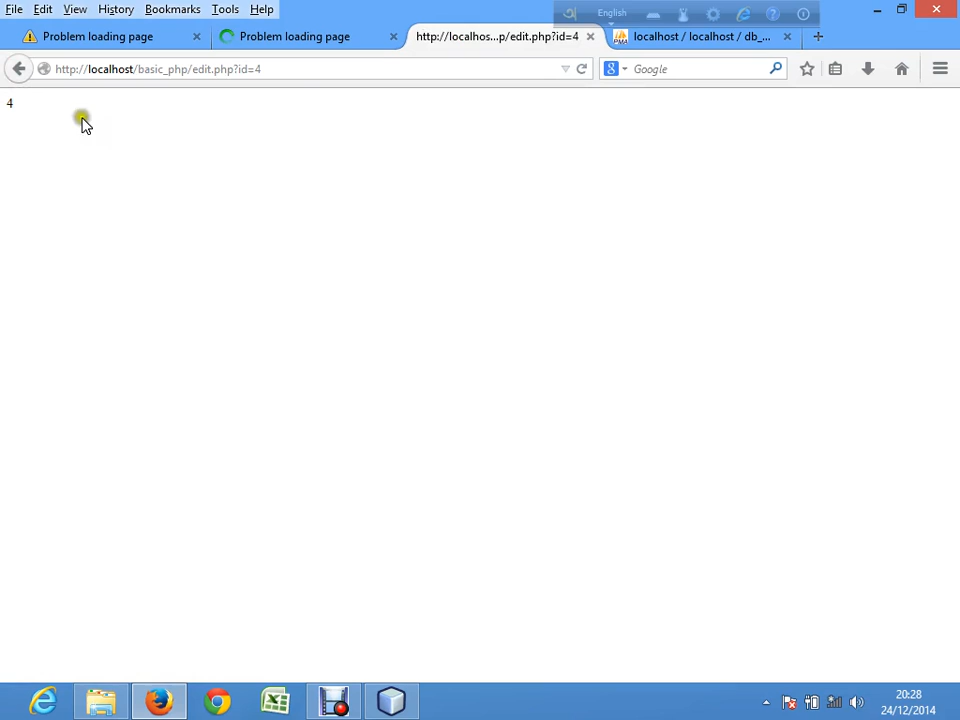 File Edit View History Bookmarks Tools Help
English
Problem loading page
Problem loading page
http://localhos...p/edit.php?id=4
localhost / localhost / db_...
http://localhost/basic_php/edit.php?id=4
Google
4
20:28
24/12/2014